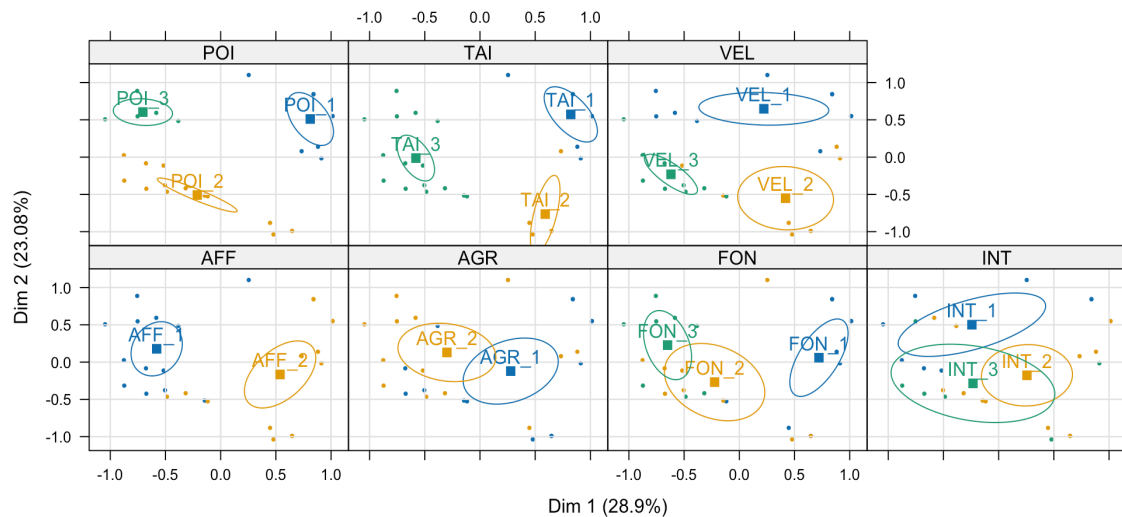 -1.0 -0.5 0.0 0.5 1.0
POI TAI VEL
POI_3 POI_1 POI_2
TAI_1 TAI_3 TAI_2
VEL_1 VEL_3 VEL_2
1.0
0.5
0.0
-0.5
-1.0
AFF AGR FON INT
1.0
0.5
0.0
-0.5
-1.0
AFF_1 AFF_2
AGR_2 AGR_1
FON_3 FON_1 FON_2
INT_1 INT_2 INT_3
-1.0 -0.5 0.0 0.5 1.0
-1.0 -0.5 0.0 0.5 1.0
Dim 1 (28.9%)
Dim 2 (23.08%)